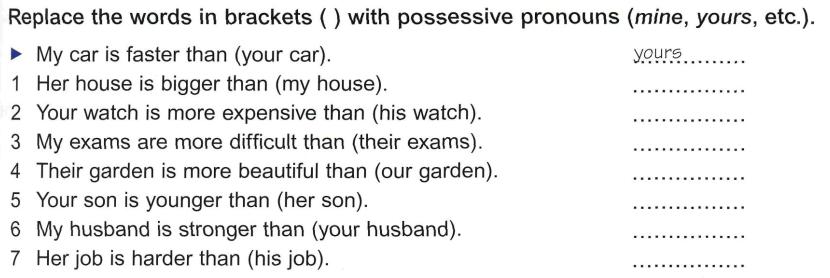 Replace the words in brackets ( ) with possessive pronouns (mine, yours, etc.).
▶ My car is faster than (your car). yours..........
1 Her house is bigger than (my house). ................
2 Your watch is more expensive than (his watch). ................
3 My exams are more difficult than (their exams). ................
4 Their garden is more beautiful than (our garden). ................
5 Your son is younger than (her son). ................
6 My husband is stronger than (your husband). ................
7 Her job is harder than (his job). ................